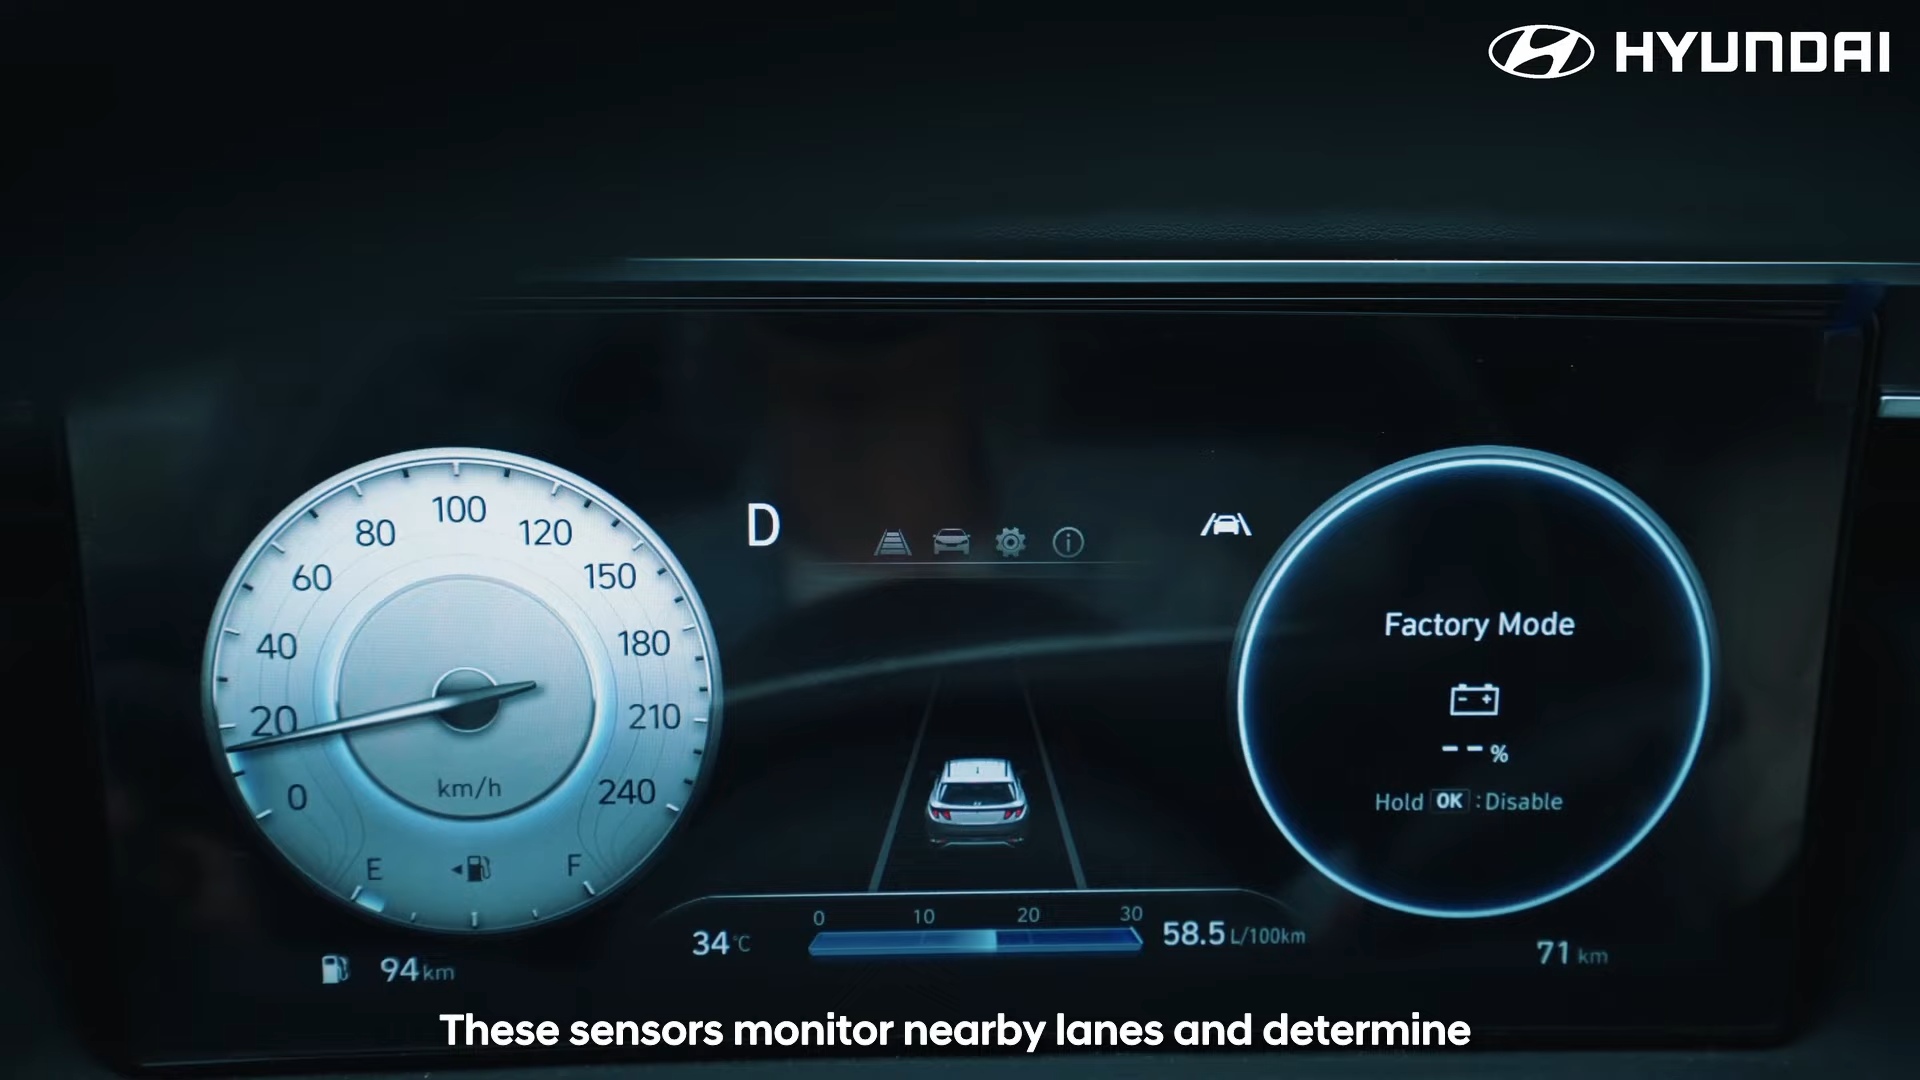 HYUNDAI
100
80
120
60
150
40
180
20
210
0
km/h
240
E
F
94 km
D
34 °C
0 10 20 30
58.5 L/100km
Factory Mode
--%
Hold OK : Disable
71 km
These sensors monitor nearby lanes and determine